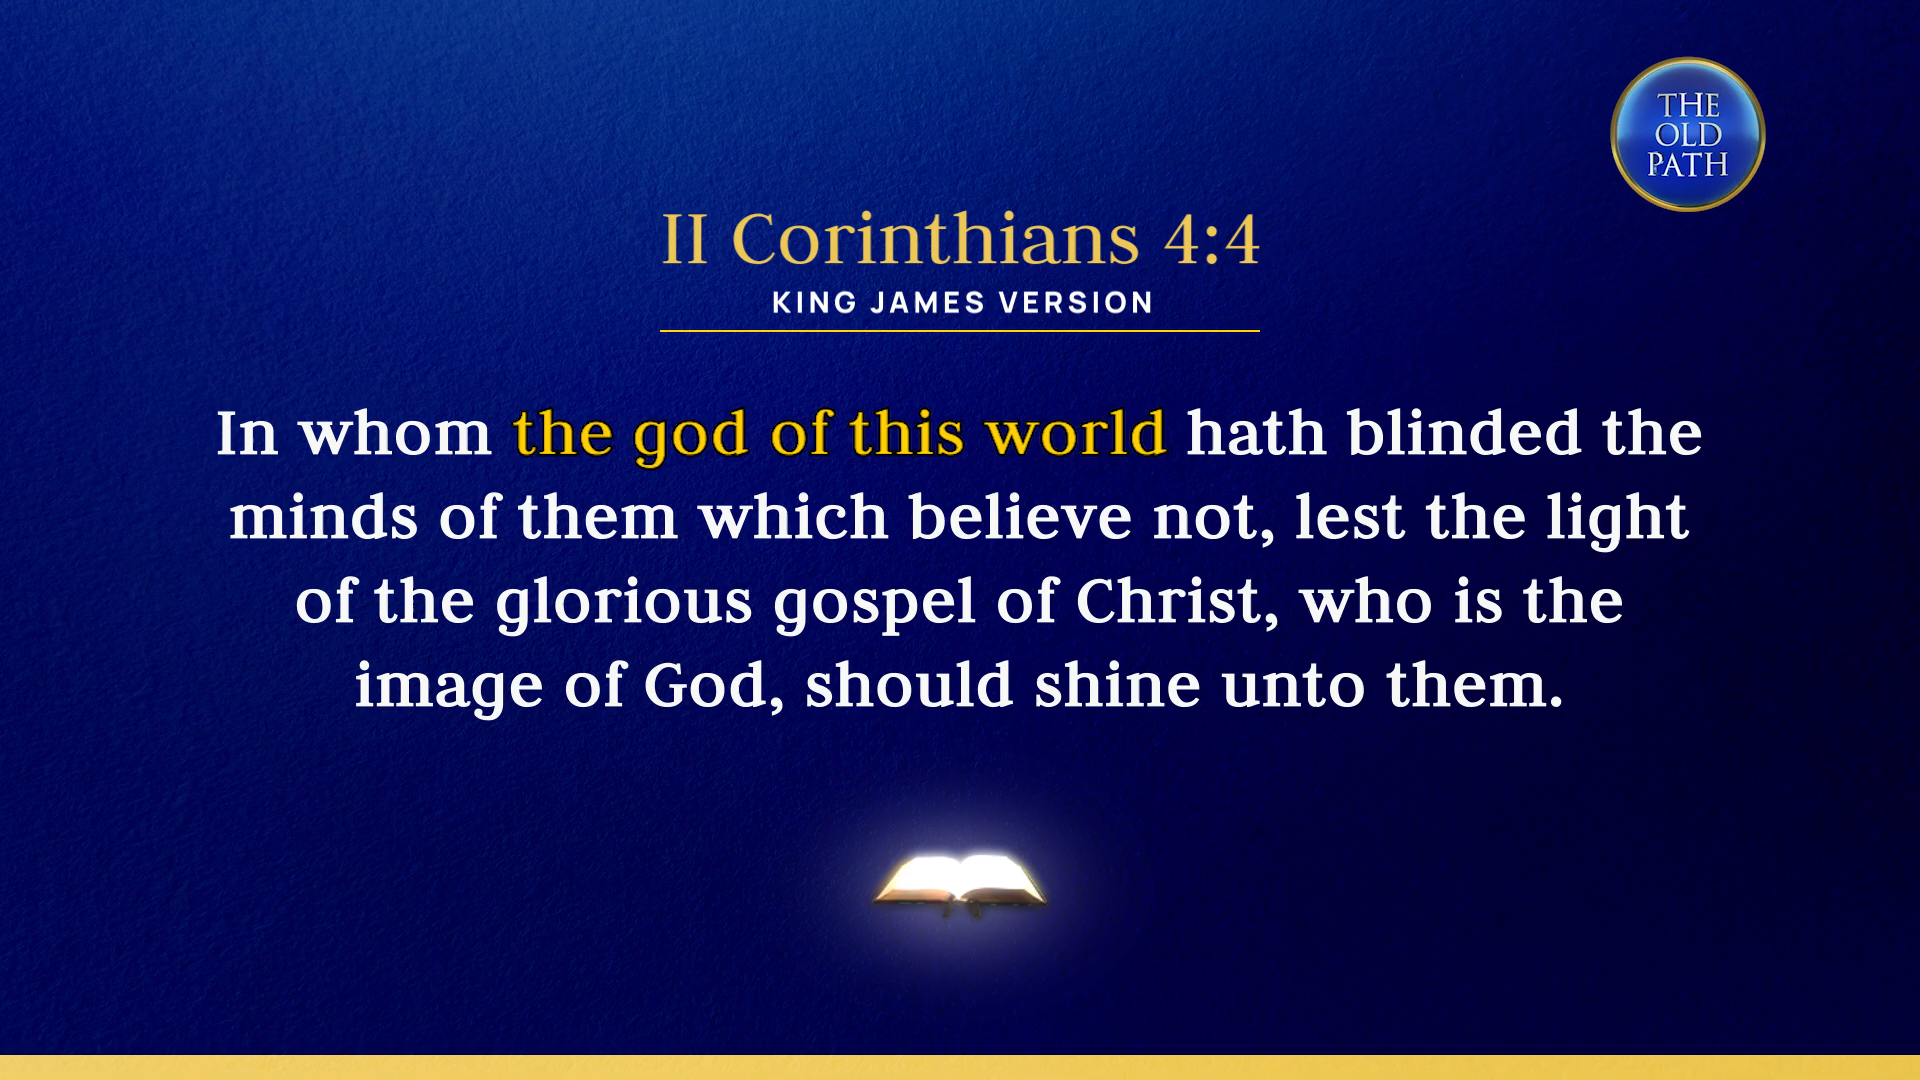 THE
OLD
PATH
II Corinthians 4:4
KING JAMES VERSION
In whom the god of this world hath blinded the
minds of them which believe not, lest the light
of the glorious gospel of Christ, who is the
image of God, should shine unto them.